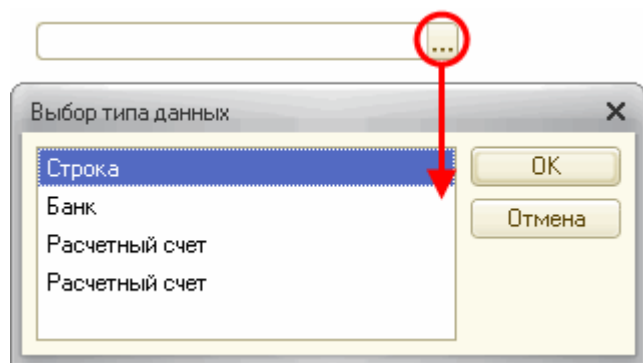 ...
Выбор типа данных
Строка
Банк
Расчетный счет
Расчетный счет
OK
Отмена